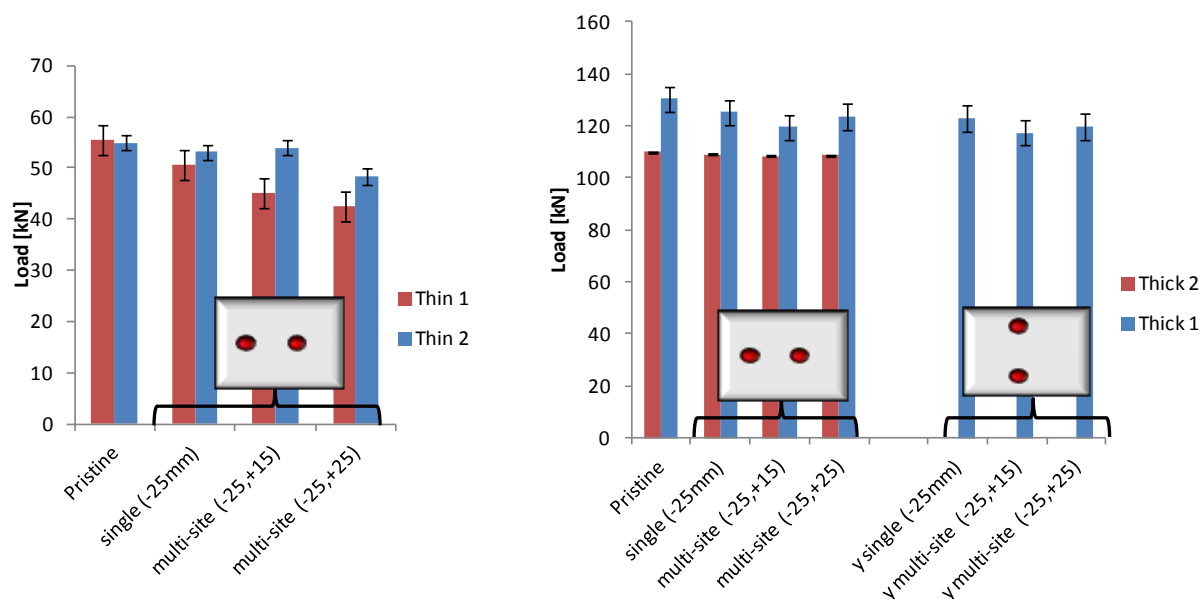 70
60
50
40
30
20
10
0
Load [kN]
Pristine
single (-25mm)
multi-site (-25,+15)
multi-site (-25,+25)
Thin 1
Thin 2
160
140
120
100
80
60
40
20
0
Load [kN]
Pristine
single (-25mm)
multi-site (-25,+15)
multi-site (-25,+25)
y single (-25mm)
y multi-site (-25,+15)
y multi-site (-25,+25)
Thick 2
Thick 1